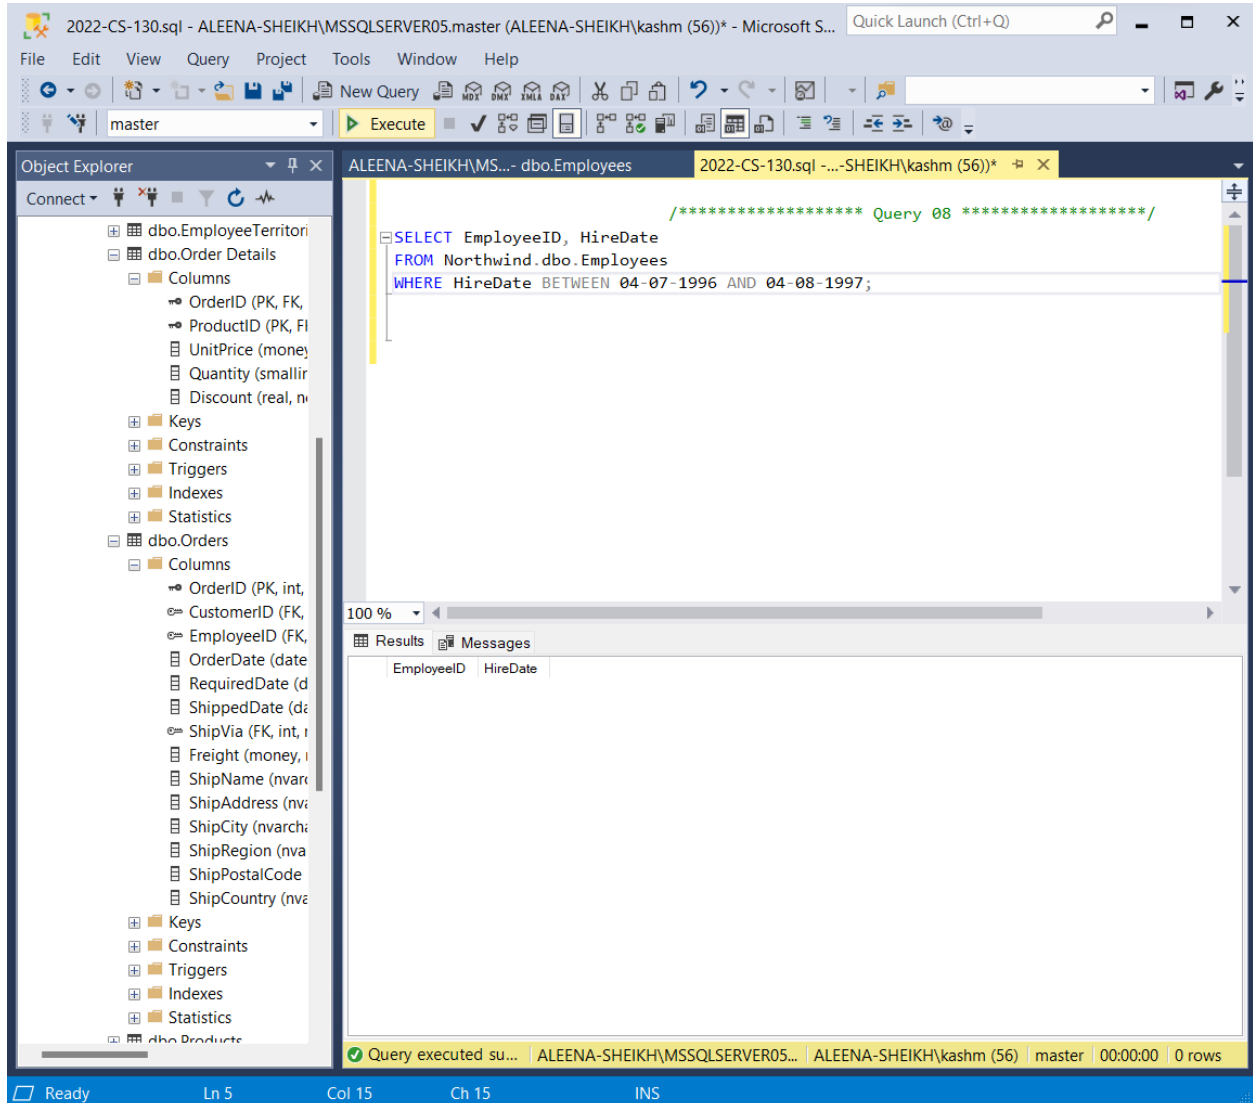 2022-CS-130.sql - ALEENA-SHEIKH\MSSQLSERVER05.master (ALEENA-SHEIKH\kashm (56))* - Microsoft S...
Quick Launch (Ctrl+Q)
File Edit View Query Project Tools Window Help
New Query MDX DMX XMLA DAX
master
Execute
Object Explorer
ALEENA-SHEIKH\MS...- dbo.Employees
2022-CS-130.sql -...-SHEIKH\kashm (56))*
Connect
dbo.EmployeeTerritori
dbo.Order Details
Columns
OrderID (PK, FK,
ProductID (PK, FI
UnitPrice (money
Quantity (smallir
Discount (real, n
Keys
Constraints
Triggers
Indexes
Statistics
dbo.Orders
Columns
OrderID (PK, int,
CustomerID (FK,
EmployeeID (FK,
OrderDate (date
RequiredDate (d
ShippedDate (da
ShipVia (FK, int, r
Freight (money, 
ShipName (nvarc
ShipAddress (nva
ShipCity (nvarcha
ShipRegion (nva
ShipPostalCode
ShipCountry (nva
Keys
Constraints
Triggers
Indexes
Statistics
dbo.Products
/******************* Query 08 *******************/
SELECT EmployeeID, HireDate
FROM Northwind.dbo.Employees
WHERE HireDate BETWEEN 04-07-1996 AND 04-08-1997;
100 %
Results Messages
EmployeeID HireDate
Query executed su... ALEENA-SHEIKH\MSSQLSERVER05... ALEENA-SHEIKH\kashm (56) master 00:00:00 0 rows
Ready Ln 5 Col 15 Ch 15 INS